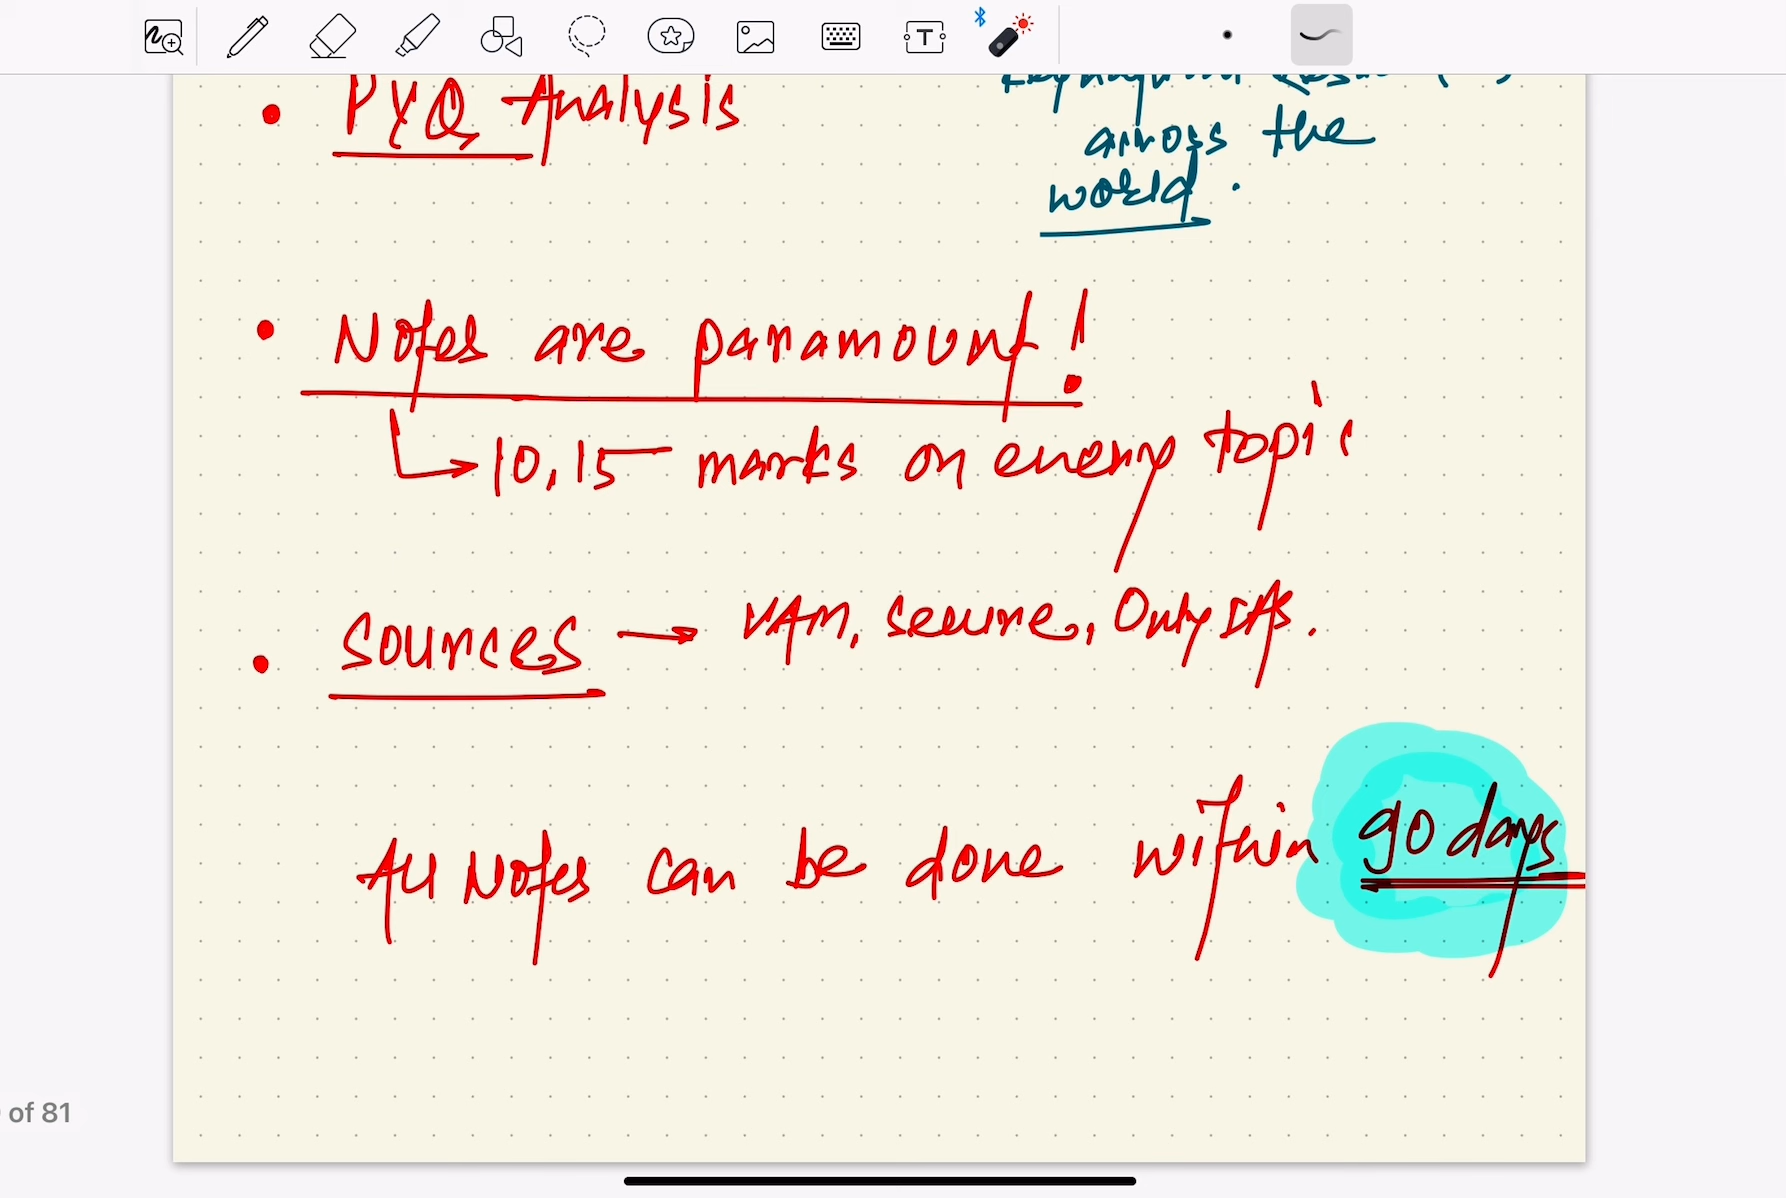 T
• PYQ Analysis
across the
world.
• Notes are paramount!
↳ 10, 15 marks on every topic
• Sources → VAM, Secure, Only IAS.
All Notes can be done within 90 days
of 81